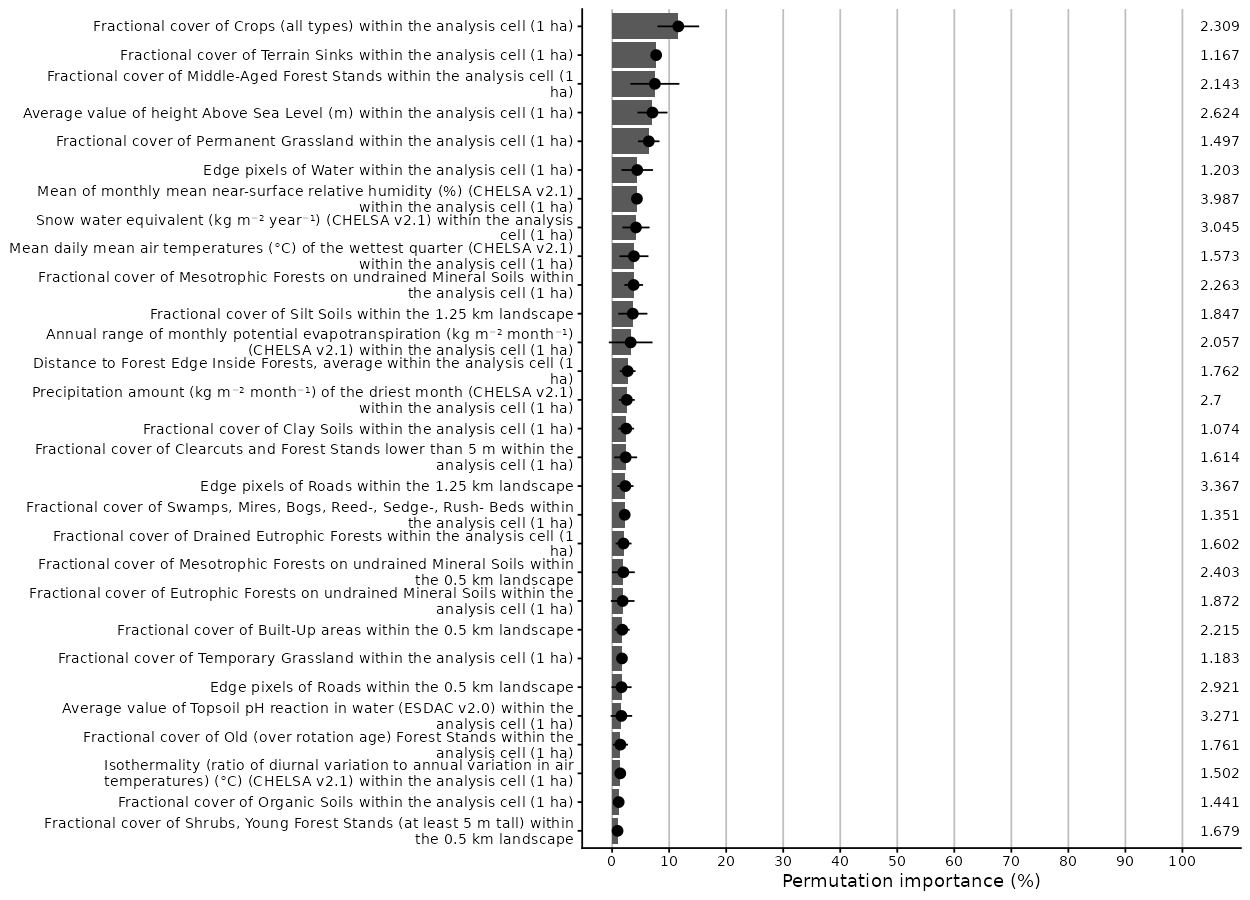 Fractional cover of Crops (all types) within the analysis cell (1 ha) 2.309
Fractional cover of Terrain Sinks within the analysis cell (1 ha) 1.167
Fractional cover of Middle-Aged Forest Stands within the analysis cell (1
ha) 2.143
Average value of height Above Sea Level (m) within the analysis cell (1 ha) 2.624
Fractional cover of Permanent Grassland within the analysis cell (1 ha) 1.497
Edge pixels of Water within the analysis cell (1 ha) 1.203
Mean of monthly mean near-surface relative humidity (%) (CHELSA v2.1)
within the analysis cell (1 ha) 3.987
Snow water equivalent (kg m⁻² year⁻¹) (CHELSA v2.1) within the analysis
cell (1 ha) 3.045
Mean daily mean air temperatures (°C) of the wettest quarter (CHELSA v2.1)
within the analysis cell (1 ha) 1.573
Fractional cover of Mesotrophic Forests on undrained Mineral Soils within
the analysis cell (1 ha) 2.263
Fractional cover of Silt Soils within the 1.25 km landscape 1.847
Annual range of monthly potential evapotranspiration (kg m⁻² month⁻¹)
(CHELSA v2.1) within the analysis cell (1 ha) 2.057
Distance to Forest Edge Inside Forests, average within the analysis cell (1
ha) 1.762
Precipitation amount (kg m⁻² month⁻¹) of the driest month (CHELSA v2.1)
within the analysis cell (1 ha) 2.7
Fractional cover of Clay Soils within the analysis cell (1 ha) 1.074
Fractional cover of Clearcuts and Forest Stands lower than 5 m within the
analysis cell (1 ha) 1.614
Edge pixels of Roads within the 1.25 km landscape 3.367
Fractional cover of Swamps, Mires, Bogs, Reed-, Sedge-, Rush- Beds within
the analysis cell (1 ha) 1.351
Fractional cover of Drained Eutrophic Forests within the analysis cell (1
ha) 1.602
Fractional cover of Mesotrophic Forests on undrained Mineral Soils within
the 0.5 km landscape 2.403
Fractional cover of Eutrophic Forests on undrained Mineral Soils within the
analysis cell (1 ha) 1.872
Fractional cover of Built-Up areas within the 0.5 km landscape 2.215
Fractional cover of Temporary Grassland within the analysis cell (1 ha) 1.183
Edge pixels of Roads within the 0.5 km landscape 2.921
Average value of Topsoil pH reaction in water (ESDAC v2.0) within the
analysis cell (1 ha) 3.271
Fractional cover of Old (over rotation age) Forest Stands within the
analysis cell (1 ha) 1.761
Isothermality (ratio of diurnal variation to annual variation in air
temperatures) (°C) (CHELSA v2.1) within the analysis cell (1 ha) 1.502
Fractional cover of Organic Soils within the analysis cell (1 ha) 1.441
Fractional cover of Shrubs, Young Forest Stands (at least 5 m tall) within
the 0.5 km landscape 1.679
0 10 20 30 40 50 60 70 80 90 100
Permutation importance (%)